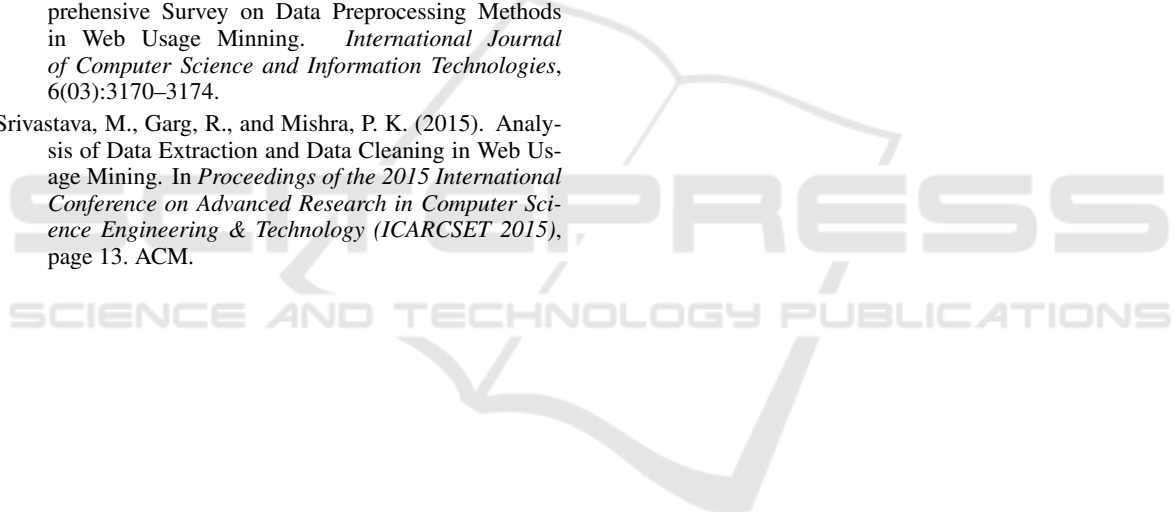 prehensive Survey on Data Preprocessing Methods
in Web Usage Minning. International Journal
of Computer Science and Information Technologies,
6(03):3170–3174.
Srivastava, M., Garg, R., and Mishra, P. K. (2015). Analy-
sis of Data Extraction and Data Cleaning in Web Us-
age Mining. In Proceedings of the 2015 International
Conference on Advanced Research in Computer Sci-
ence Engineering & Technology (ICARCSET 2015),
page 13. ACM.
SCITEPRESS
SCIENCE AND TECHNOLOGY PUBLICATIONS